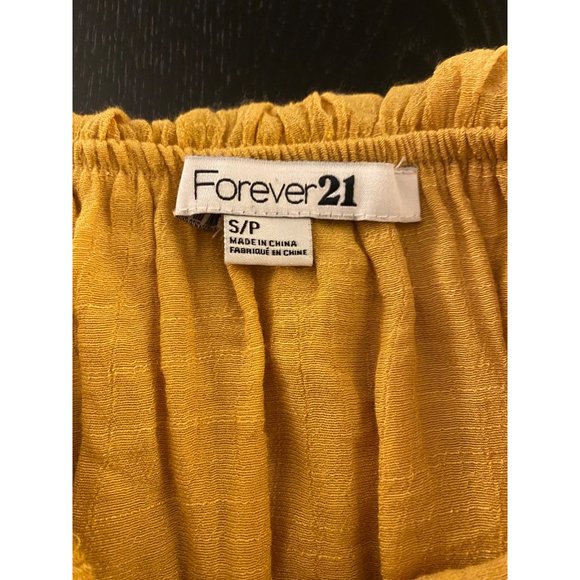 Forever21
S/P
MADE IN CHINA
FABRIQUÉ EN CHINE